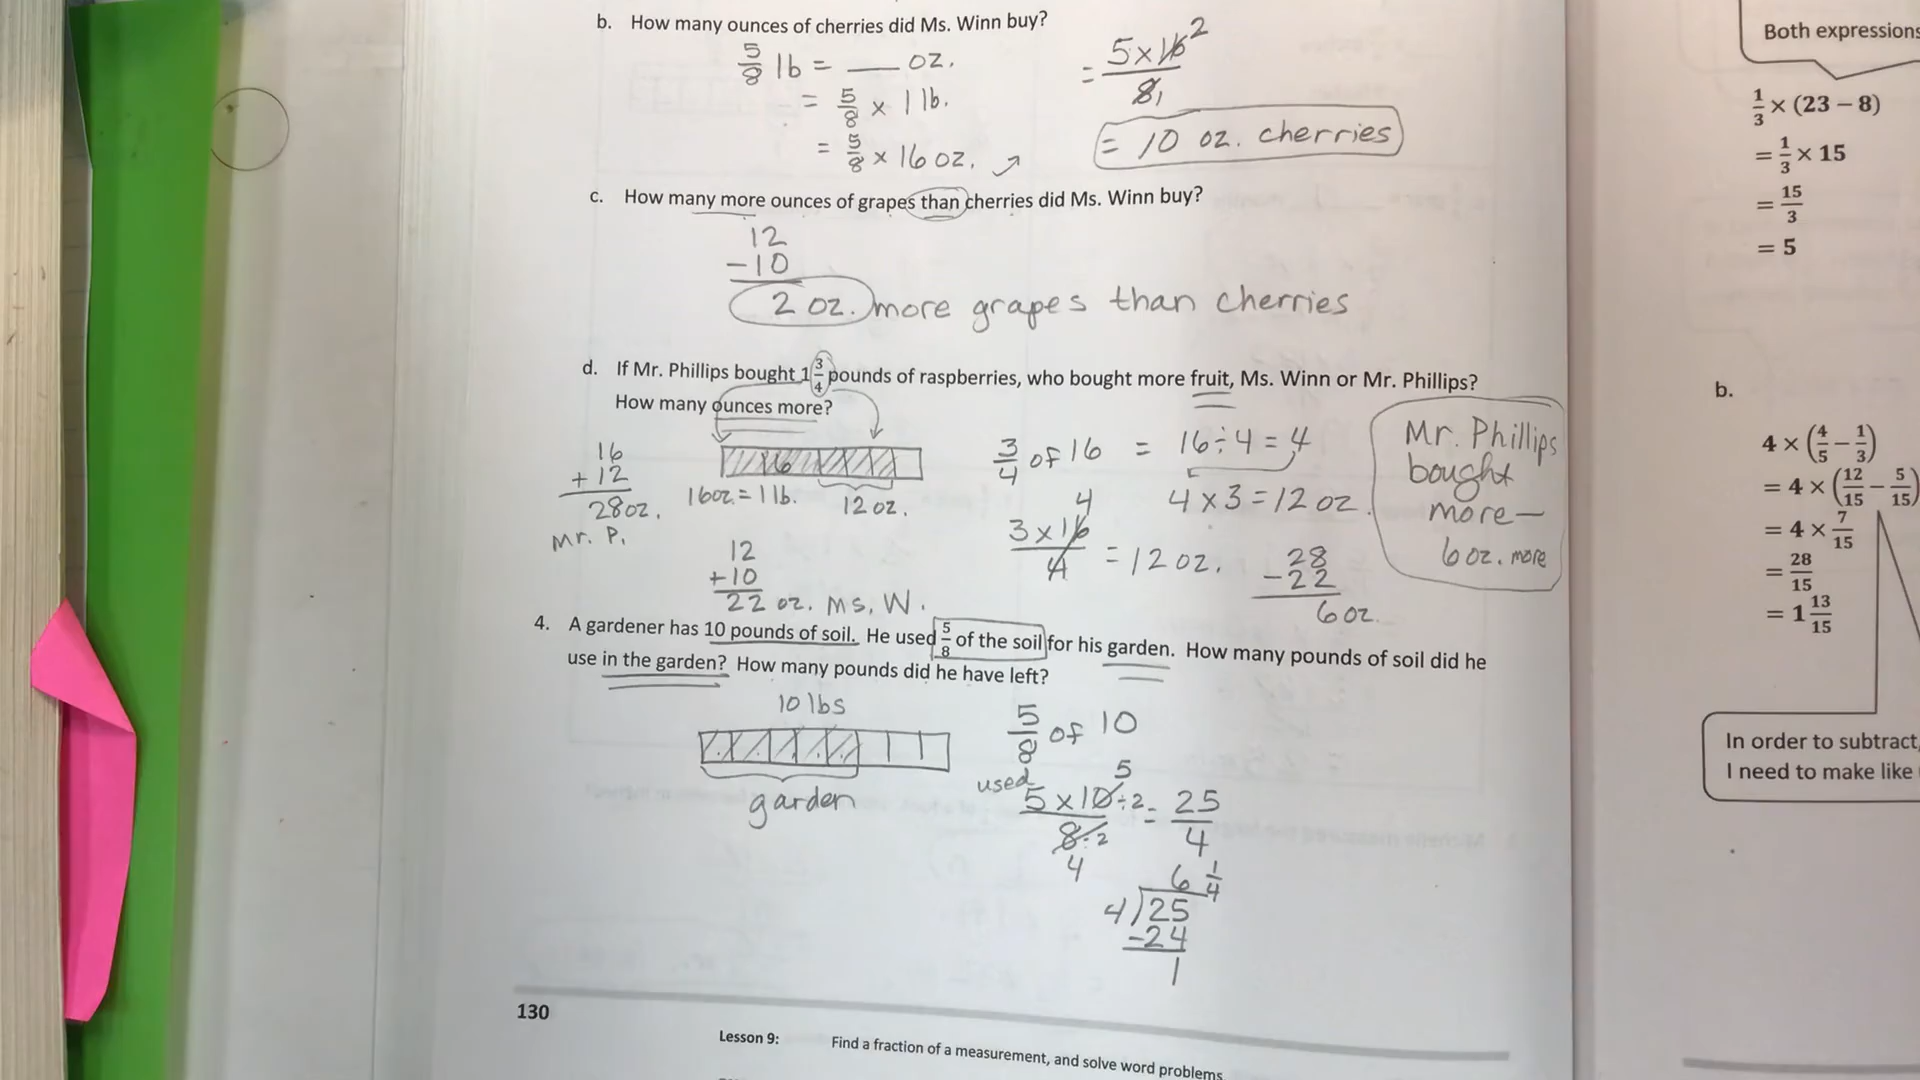 b. How many ounces of cherries did Ms. Winn buy?
5/8 lb = ___ oz.
= 5/8 × 1 lb.
= 5/8 × 16 oz.
= 5 × 16 2
8 1
= 10 oz. cherries
c. How many more ounces of grapes than cherries did Ms. Winn buy?
12
- 10
2 oz. more grapes than cherries
d. If Mr. Phillips bought 1 3/4 pounds of raspberries, who bought more fruit, Ms. Winn or Mr. Phillips?
How many ounces more?
16
+ 12
28 oz.
Mr. P.
16
16oz = 1 lb.
12 oz.
12
+ 10
22 oz. Ms. W.
3/4 of 16 = 16 ÷ 4 = 4
4 × 3 = 12 oz.
4
3 × 16
4
= 12 oz.
28
- 22
6 oz.
Mr. Phillips
bought
more—
6 oz. more
4. A gardener has 10 pounds of soil. He used 5/8 of the soil for his garden. How many pounds of soil did he
use in the garden? How many pounds did he have left?
10 lbs
garden
5/8 of 10
used
5
5 × 10 ÷ 2 = 25
8 ÷ 2 4
4
6 1/4
4)25
- 24
1
130
Lesson 9: Find a fraction of a measurement, and solve word problems
Both expressions
1/3 × (23 − 8)
= 1/3 × 15
= 15/3
= 5
b.
4 × (4/5 − 1/3)
= 4 × (12/15 − 5/15)
= 4 × 7/15
= 28/15
= 1 13/15
In order to subtract,
I need to make like